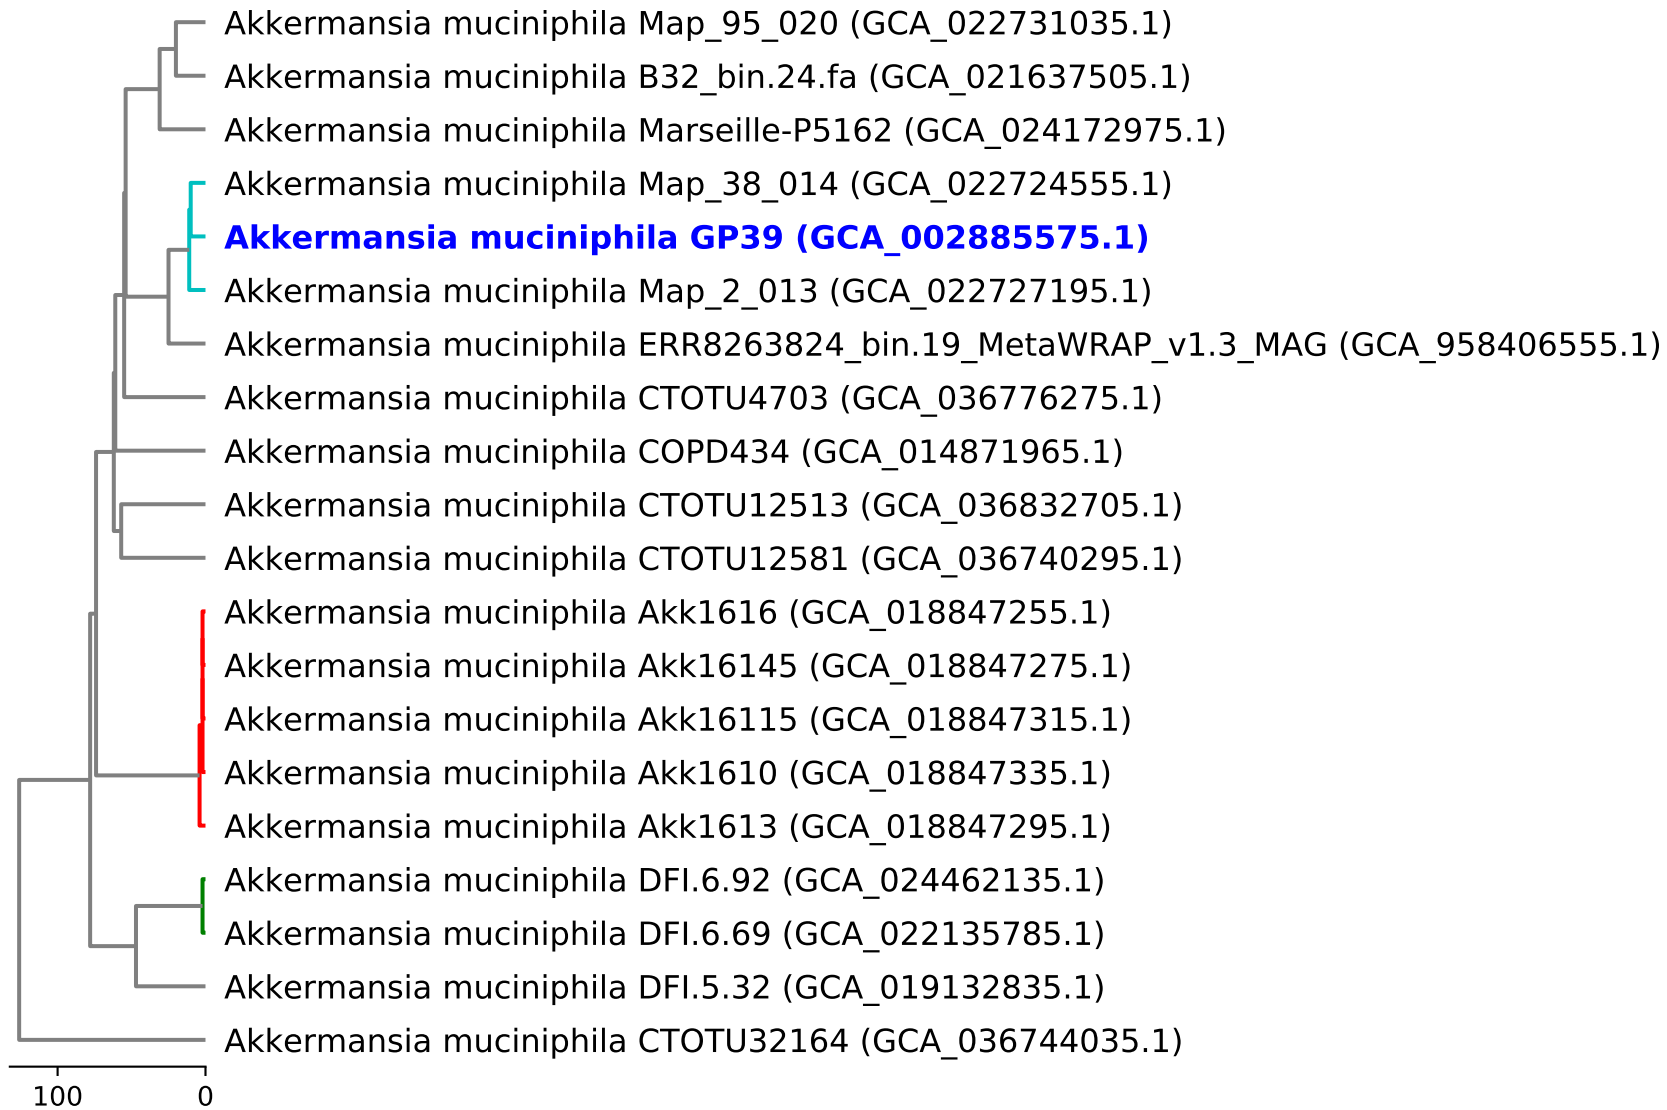 Akkermansia muciniphila Map_95_020 (GCA_022731035.1)
Akkermansia muciniphila B32_bin.24.fa (GCA_021637505.1)
Akkermansia muciniphila Marseille-P5162 (GCA_024172975.1)
Akkermansia muciniphila Map_38_014 (GCA_022724555.1)
Akkermansia muciniphila GP39 (GCA_002885575.1)
Akkermansia muciniphila Map_2_013 (GCA_022727195.1)
Akkermansia muciniphila ERR8263824_bin.19_MetaWRAP_v1.3_MAG (GCA_958406555.1)
Akkermansia muciniphila CTOTU4703 (GCA_036776275.1)
Akkermansia muciniphila COPD434 (GCA_014871965.1)
Akkermansia muciniphila CTOTU12513 (GCA_036832705.1)
Akkermansia muciniphila CTOTU12581 (GCA_036740295.1)
Akkermansia muciniphila Akk1616 (GCA_018847255.1)
Akkermansia muciniphila Akk16145 (GCA_018847275.1)
Akkermansia muciniphila Akk16115 (GCA_018847315.1)
Akkermansia muciniphila Akk1610 (GCA_018847335.1)
Akkermansia muciniphila Akk1613 (GCA_018847295.1)
Akkermansia muciniphila DFI.6.92 (GCA_024462135.1)
Akkermansia muciniphila DFI.6.69 (GCA_022135785.1)
Akkermansia muciniphila DFI.5.32 (GCA_019132835.1)
Akkermansia muciniphila CTOTU32164 (GCA_036744035.1)
100 0